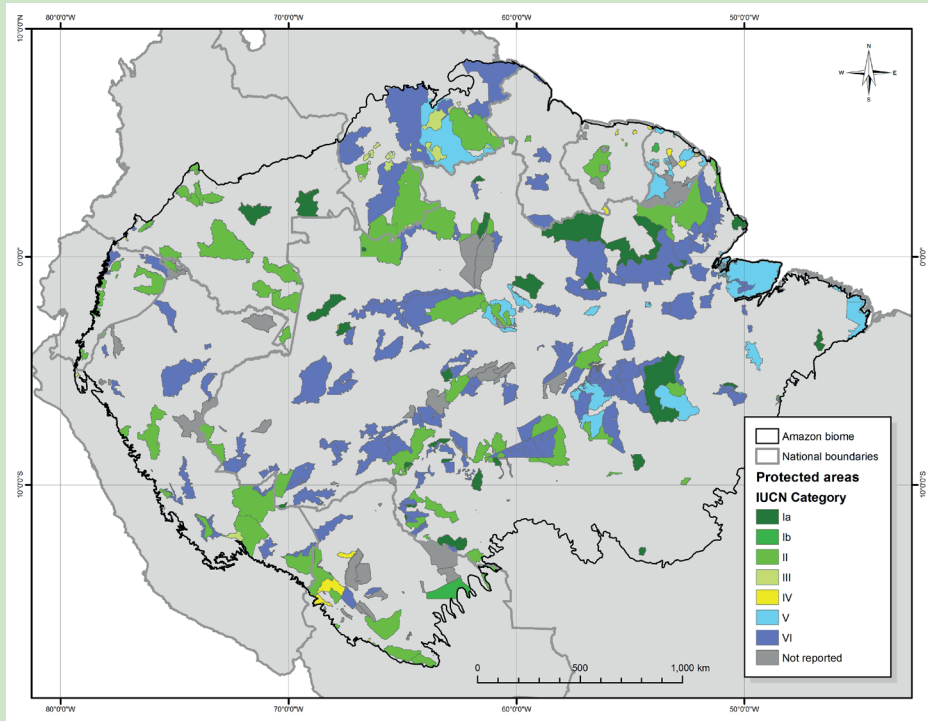 80°0'0"W 70°0'0"W 60°0'0"W 50°0'0"W
10°0'0"N
N
W E
S
0°0'0" 0°0'0"
10°0'0"S 10°0'0"S
Amazon biome
National boundaries
Protected areas
IUCN Category
Ia
Ib
II
III
IV
V
VI
Not reported
0 500 1,000 km
80°0'0"W 70°0'0"W 60°0'0"W 50°0'0"W